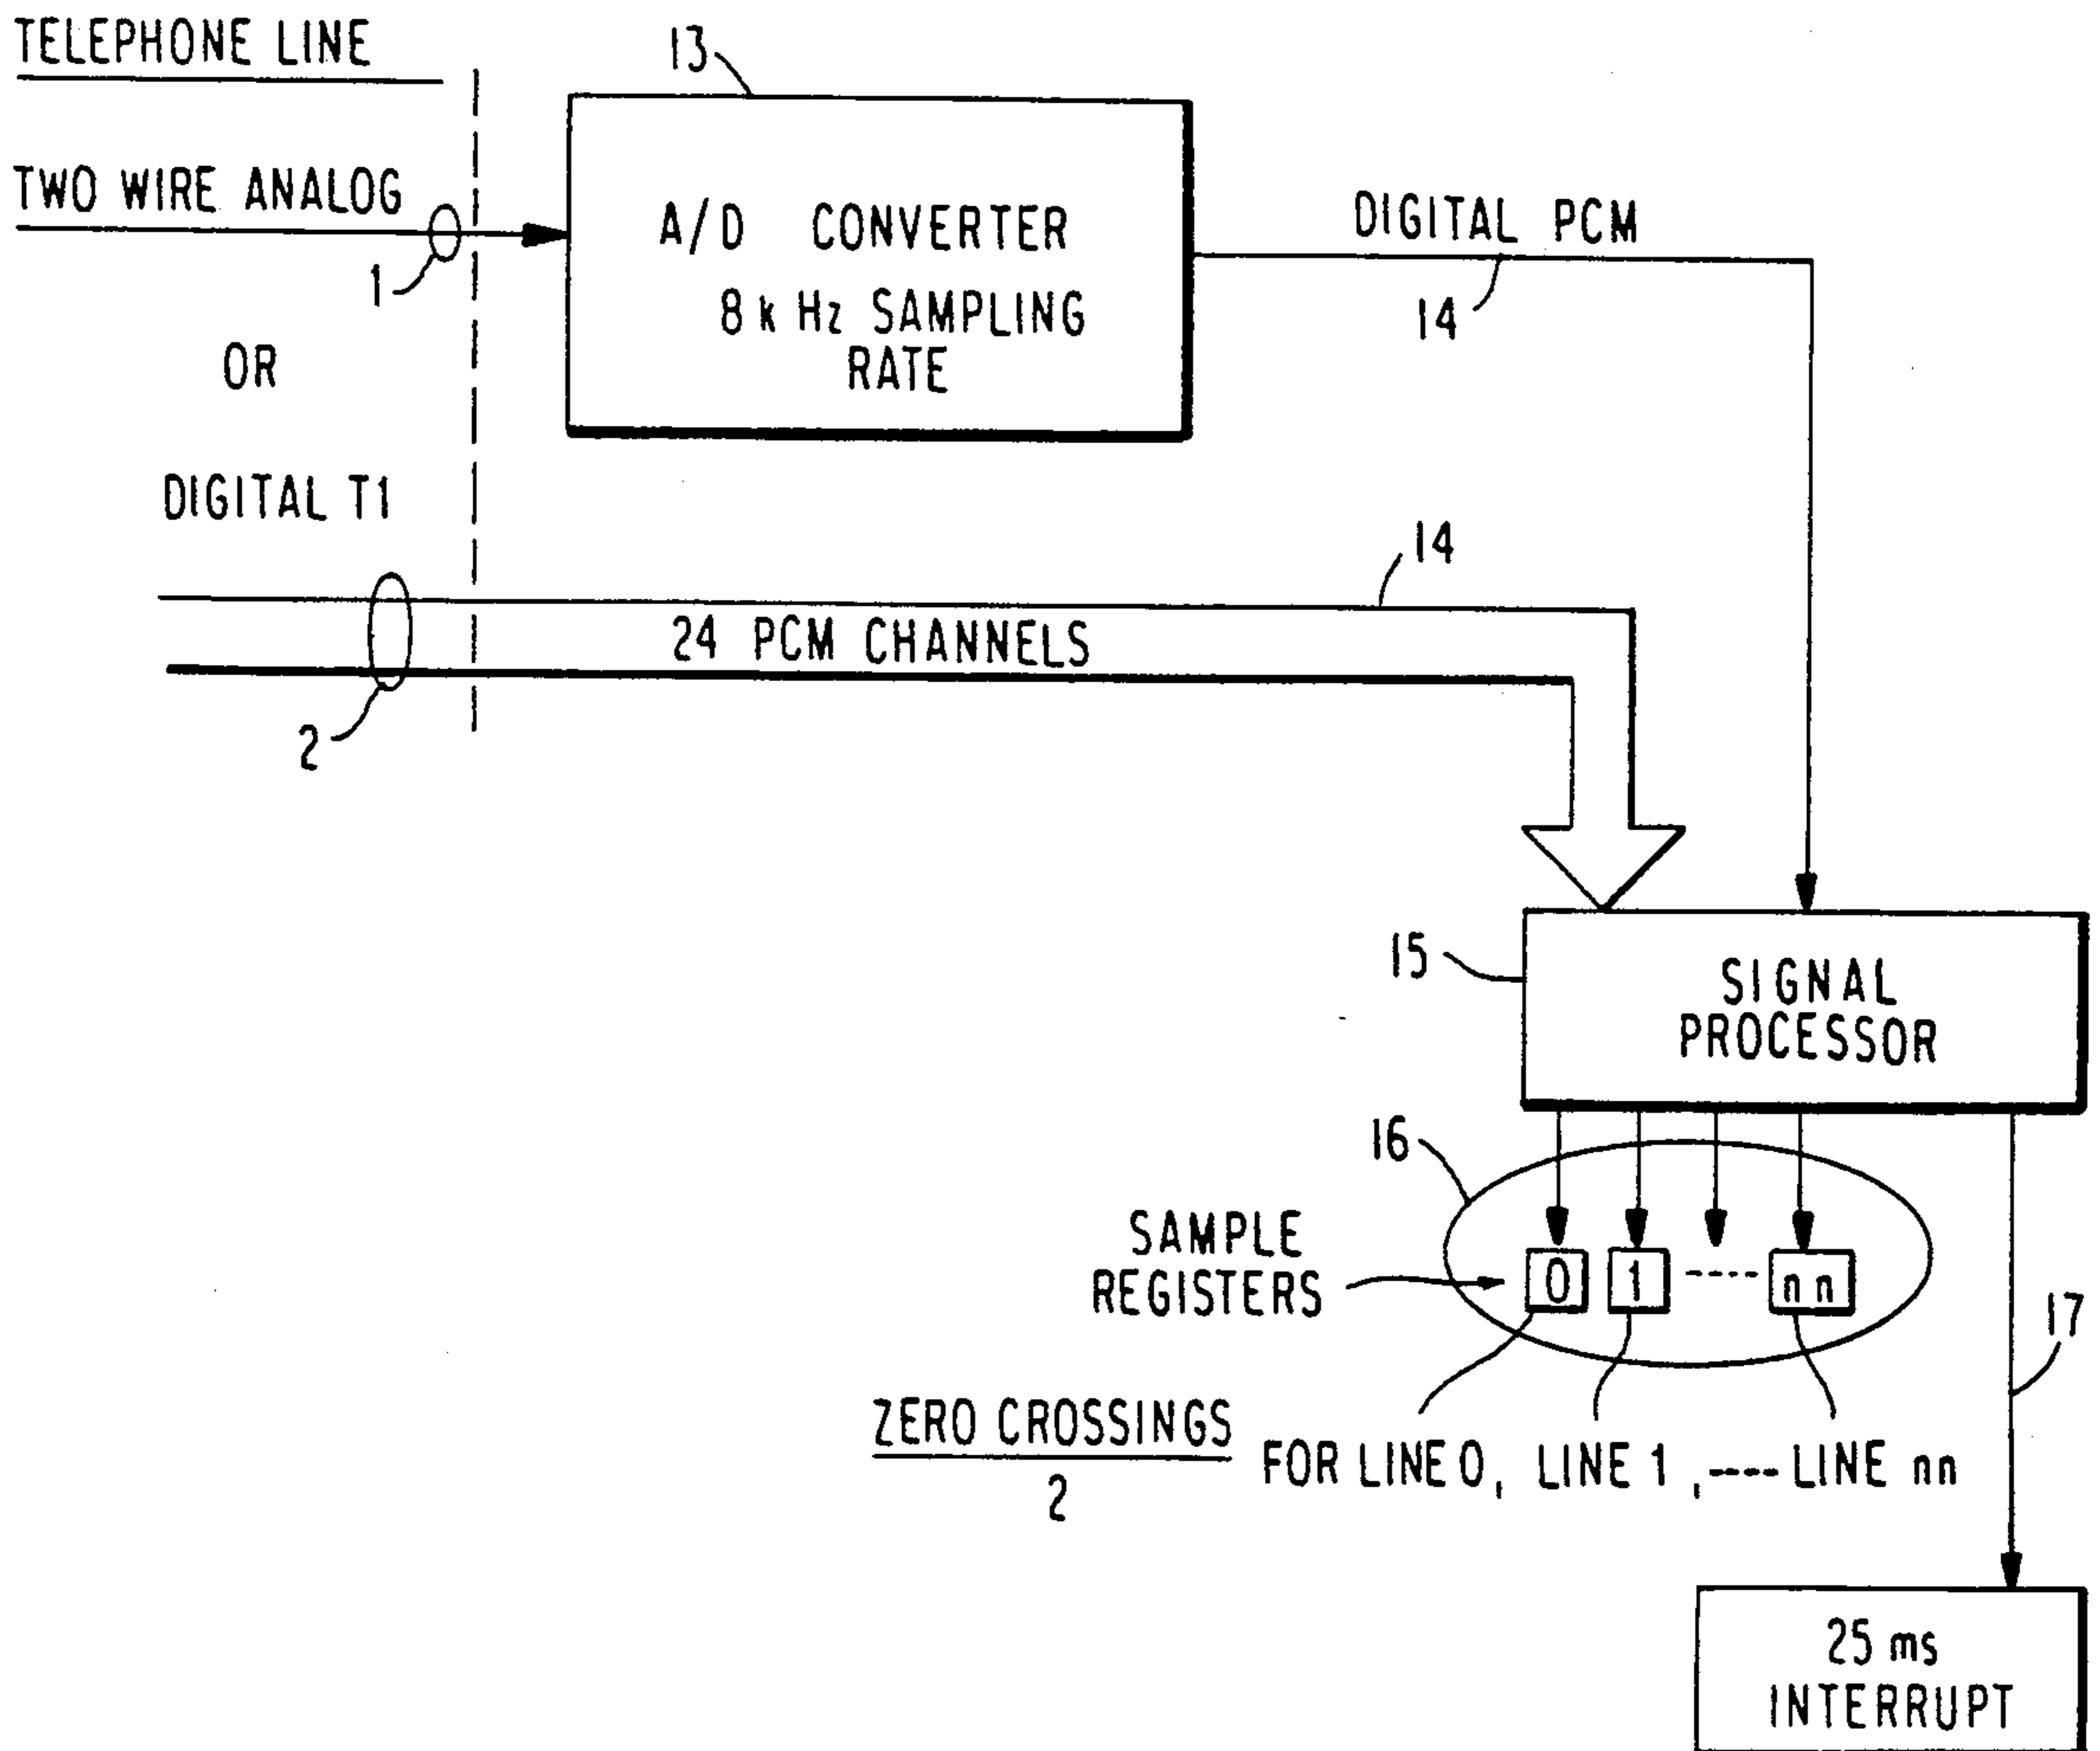 TELEPHONE LINE
13
TWO WIRE ANALOG
1
A/D CONVERTER
8 k Hz SAMPLING
RATE
DIGITAL PCM
14
OR
DIGITAL T1
14
24 PCM CHANNELS
2
15
SIGNAL
PROCESSOR
16
SAMPLE
REGISTERS
0 1 ---- nn
17
ZERO CROSSINGS
2
FOR LINE 0, LINE 1 ,---- LINE nn
25 ms
INTERRUPT